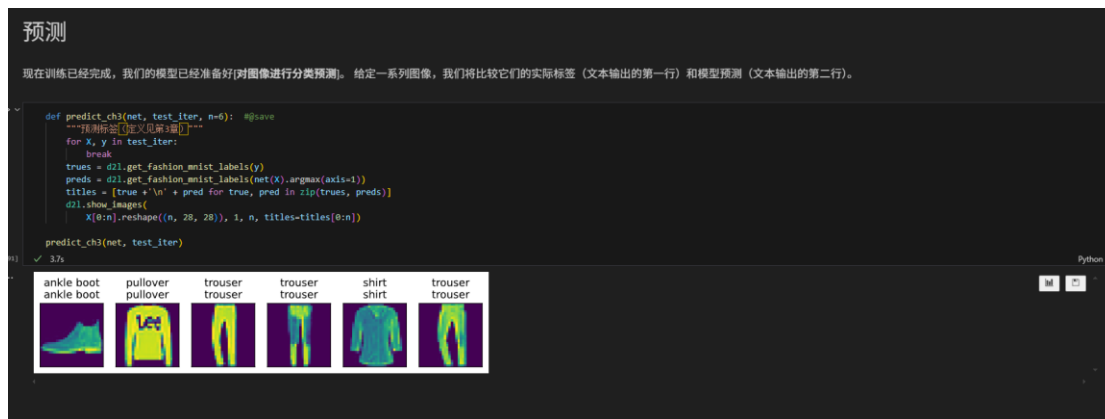 预测
现在训练已经完成，我们的模型已经准备好[对图像进行分类预测]。 给定一系列图像，我们将比较它们的实际标签（文本输出的第一行）和模型预测（文本输出的第二行）。
def predict_ch3(net, test_iter, n=6):  #@save
    """预测标签（定义见第3章）"""
    for X, y in test_iter:
        break
    trues = d2l.get_fashion_mnist_labels(y)
    preds = d2l.get_fashion_mnist_labels(net(X).argmax(axis=1))
    titles = [true +'\n' + pred for true, pred in zip(trues, preds)]
    d2l.show_images(
        X[0:n].reshape((n, 28, 28)), 1, n, titles=titles[0:n])
predict_ch3(net, test_iter)
✓ 3.7s Python
ankle boot pullover trouser trouser shirt trouser
ankle boot pullover trouser trouser shirt trouser
Lee